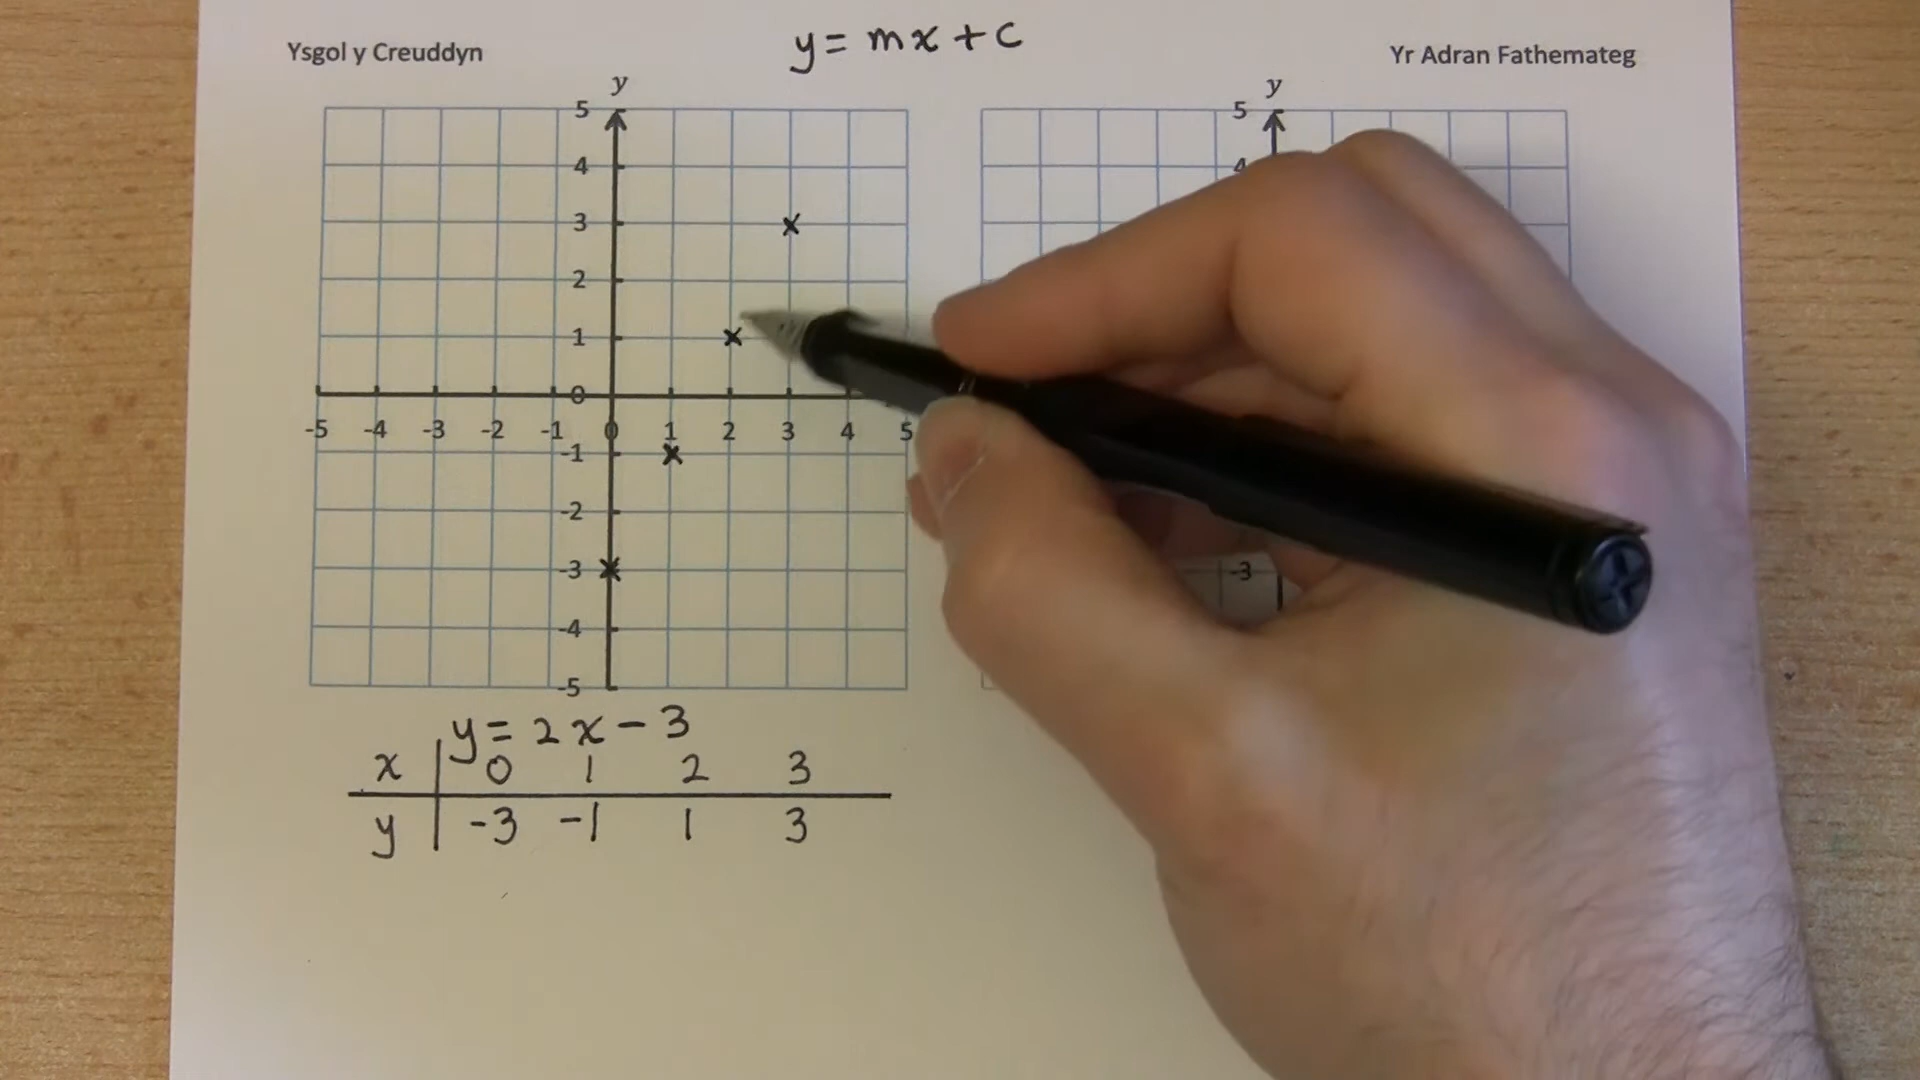 y = mx + c
Ysgol y Creuddyn
Yr Adran Fathemateg
y
5
4
3
2
1
0
-5 -4 -3 -2 -1 0 1 2 3 4 5
-1
-2
-3
-4
-5
y
5
4
-3
y = 2x - 3
x 0 1 2 3
y -3 -1 1 3